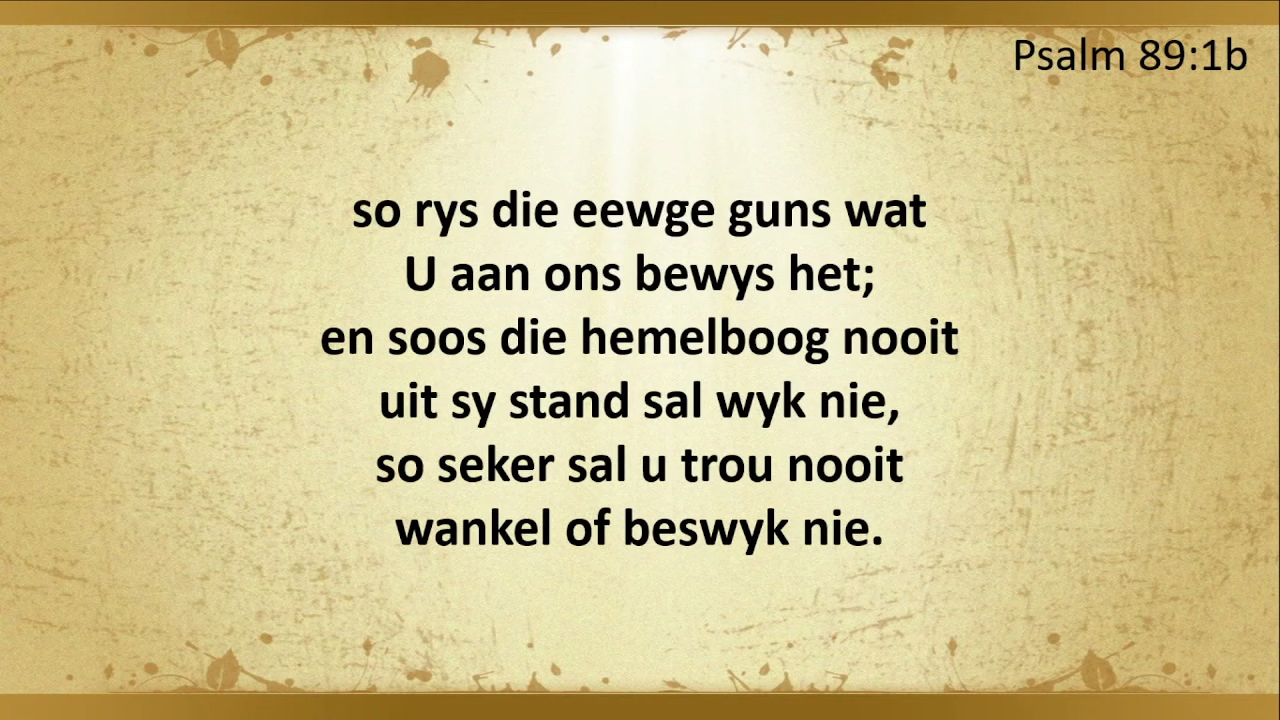 Psalm 89:1b
so rys die eewge guns wat
U aan ons bewys het;
en soos die hemelboog nooit
uit sy stand sal wyk nie,
so seker sal u trou nooit
wankel of beswyk nie.